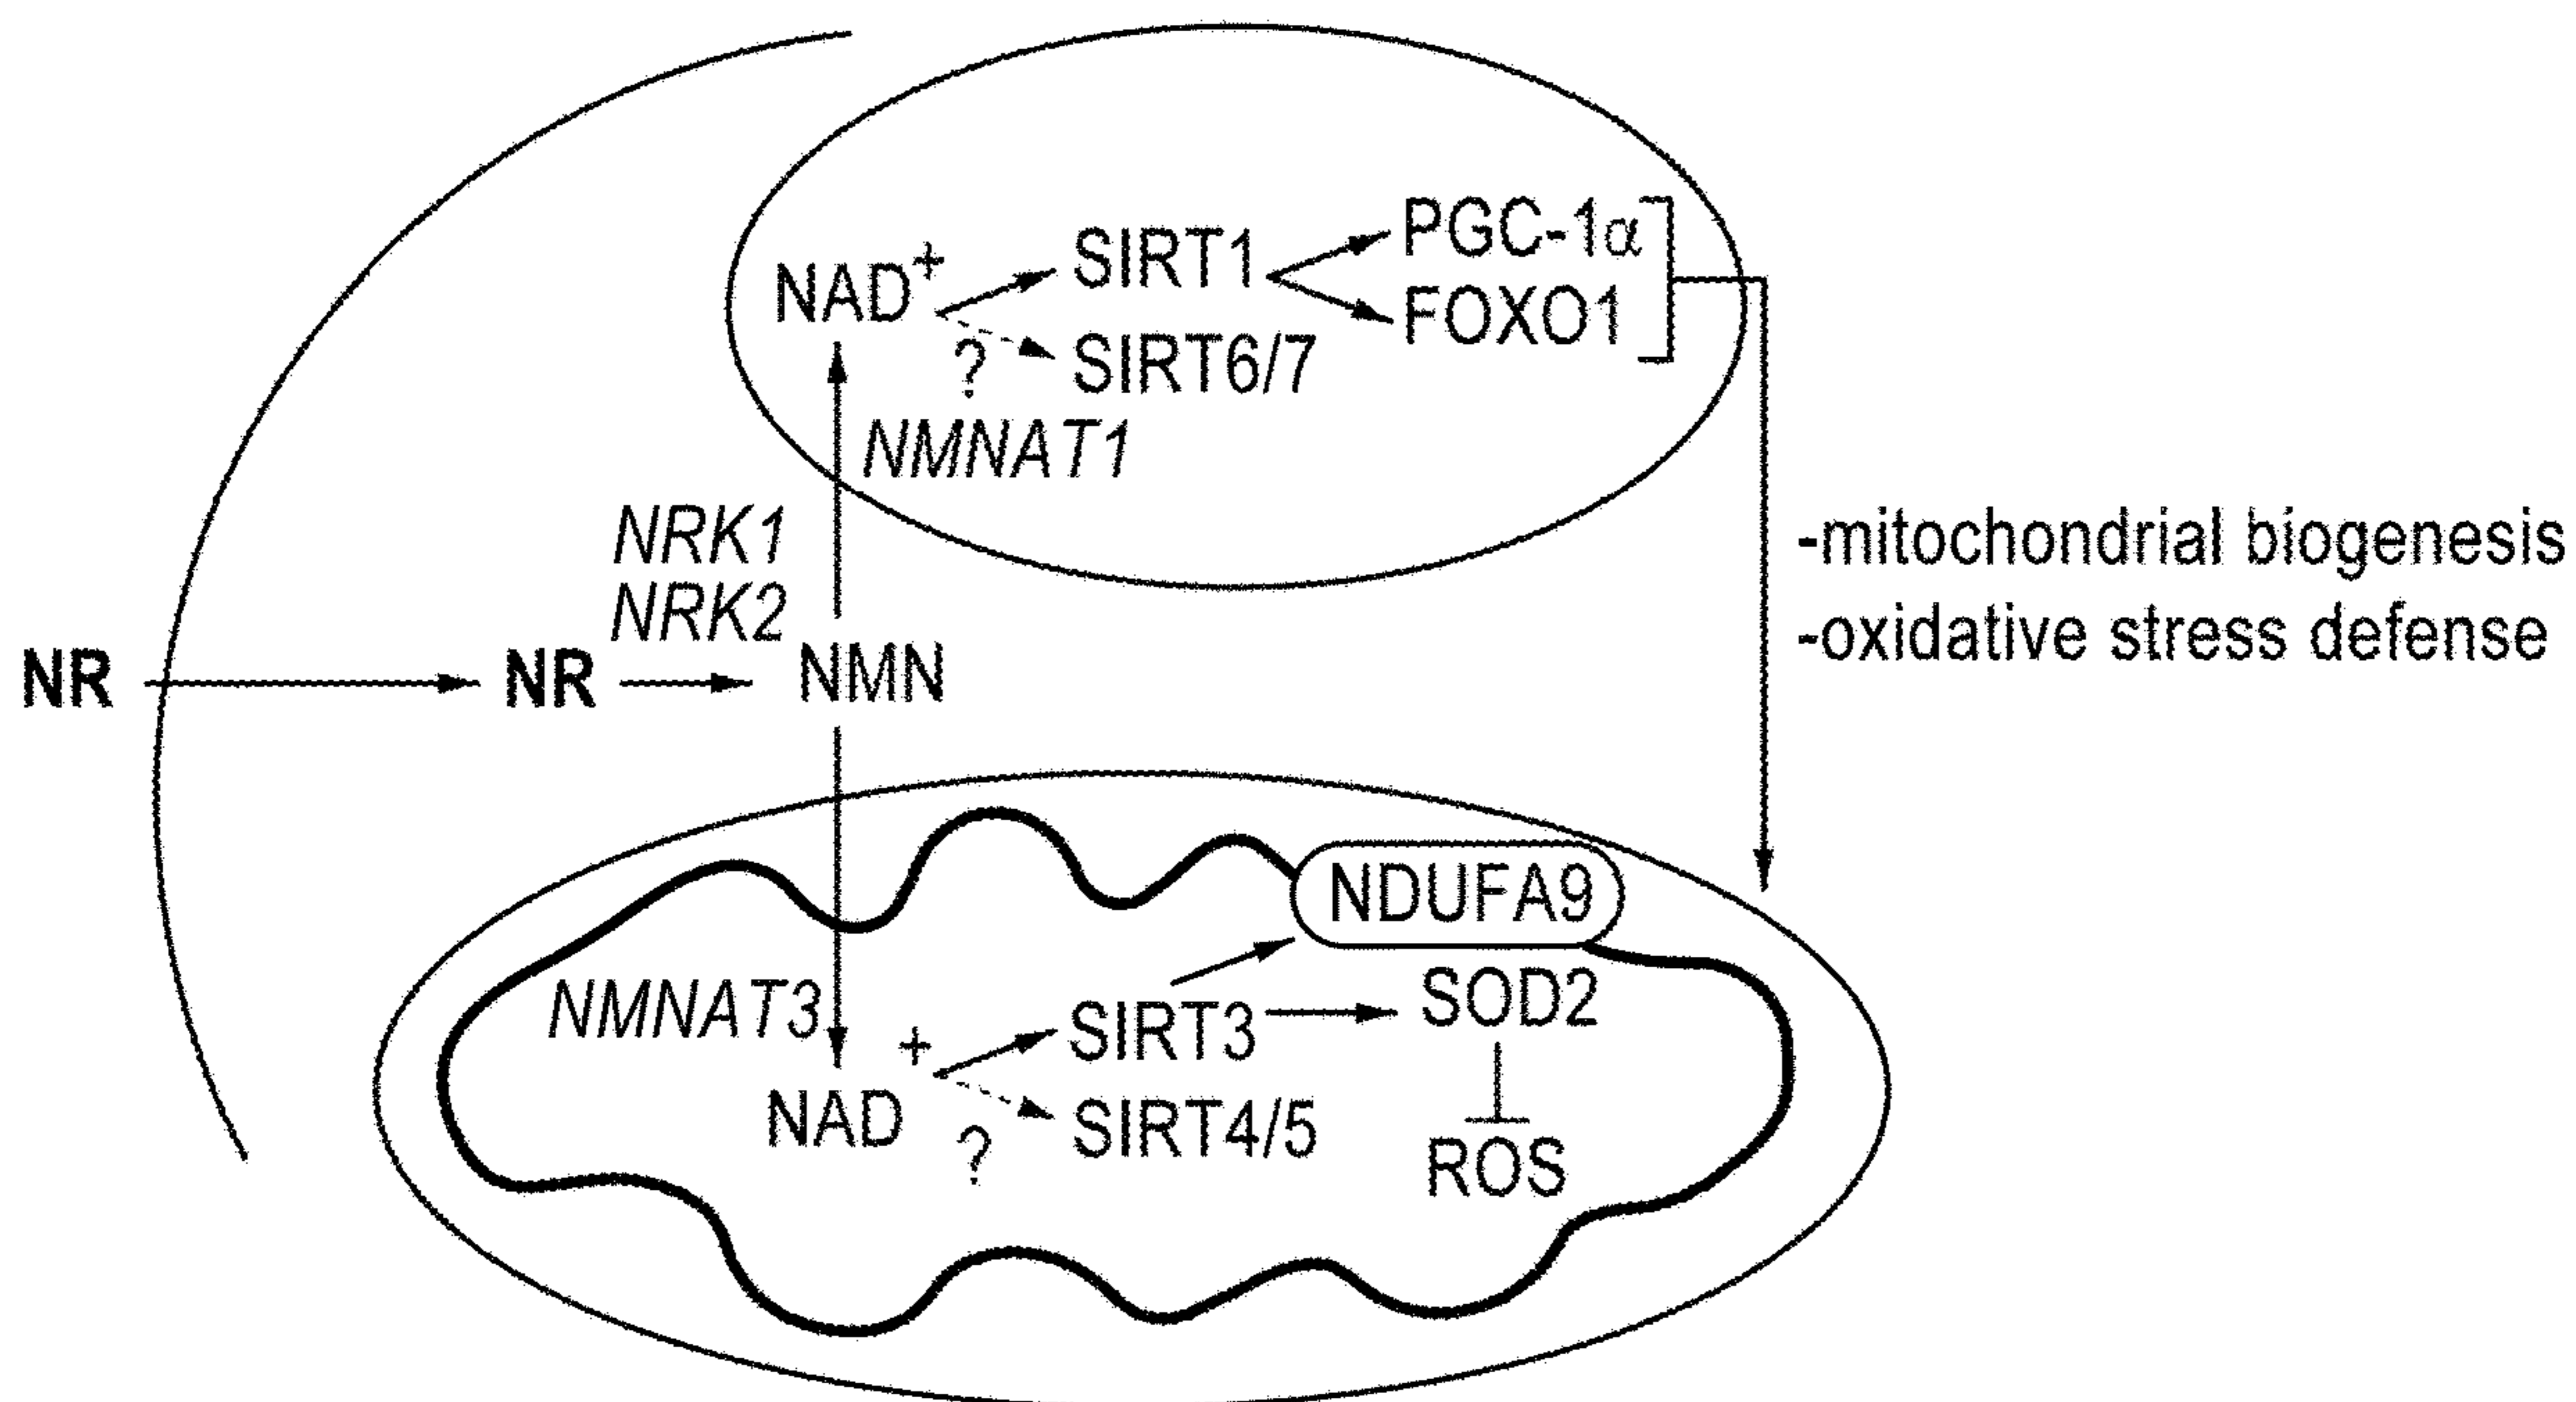 PGC-1α
SIRT1
NAD+
FOXO1
? SIRT6/7
NMNAT1
NRK1
NRK2
NR
NR
NMN
-mitochondrial biogenesis
-oxidative stress defense
NDUFA9
NMNAT3
SIRT3
SOD2
NAD+
? SIRT4/5
ROS